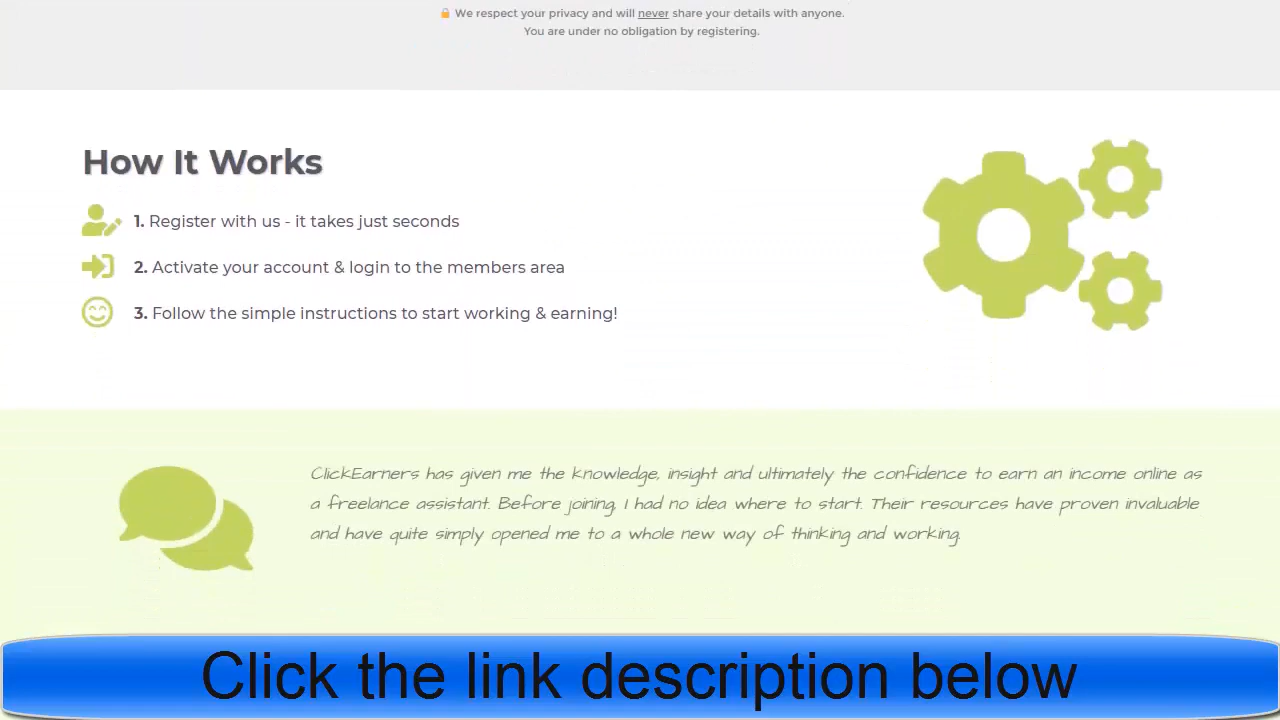 We respect your privacy and will never share your details with anyone.
You are under no obligation by registering.
How It Works
1. Register with us - it takes just seconds
2. Activate your account & login to the members area
3. Follow the simple instructions to start working & earning!
ClickEarners has given me the knowledge, insight and ultimately the confidence to earn an income online as
a freelance assistant. Before joining, I had no idea where to start. Their resources have proven invaluable
and have quite simply opened me to a whole new way of thinking and working.
Click the link description below